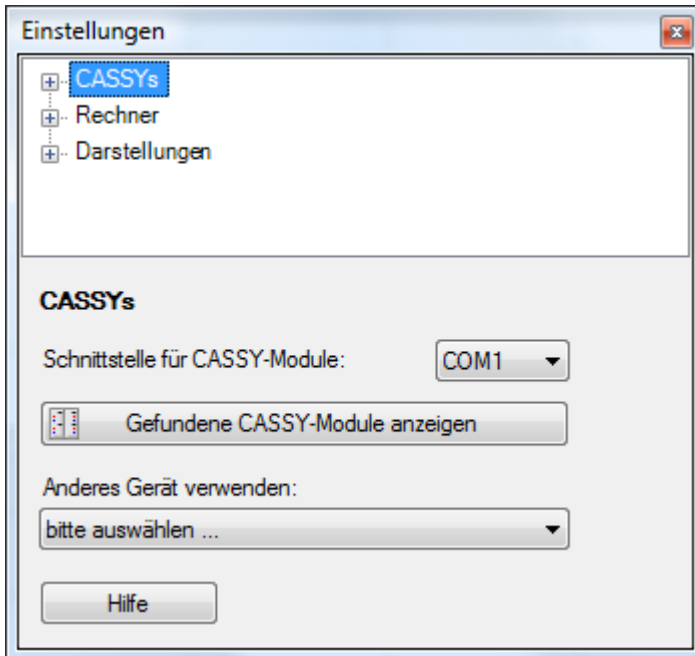 Einstellungen
CASSYs
Rechner
Darstellungen
CASSYs
Schnittstelle für CASSY-Module: COM1
Gefundene CASSY-Module anzeigen
Anderes Gerät verwenden:
bitte auswählen ...
Hilfe